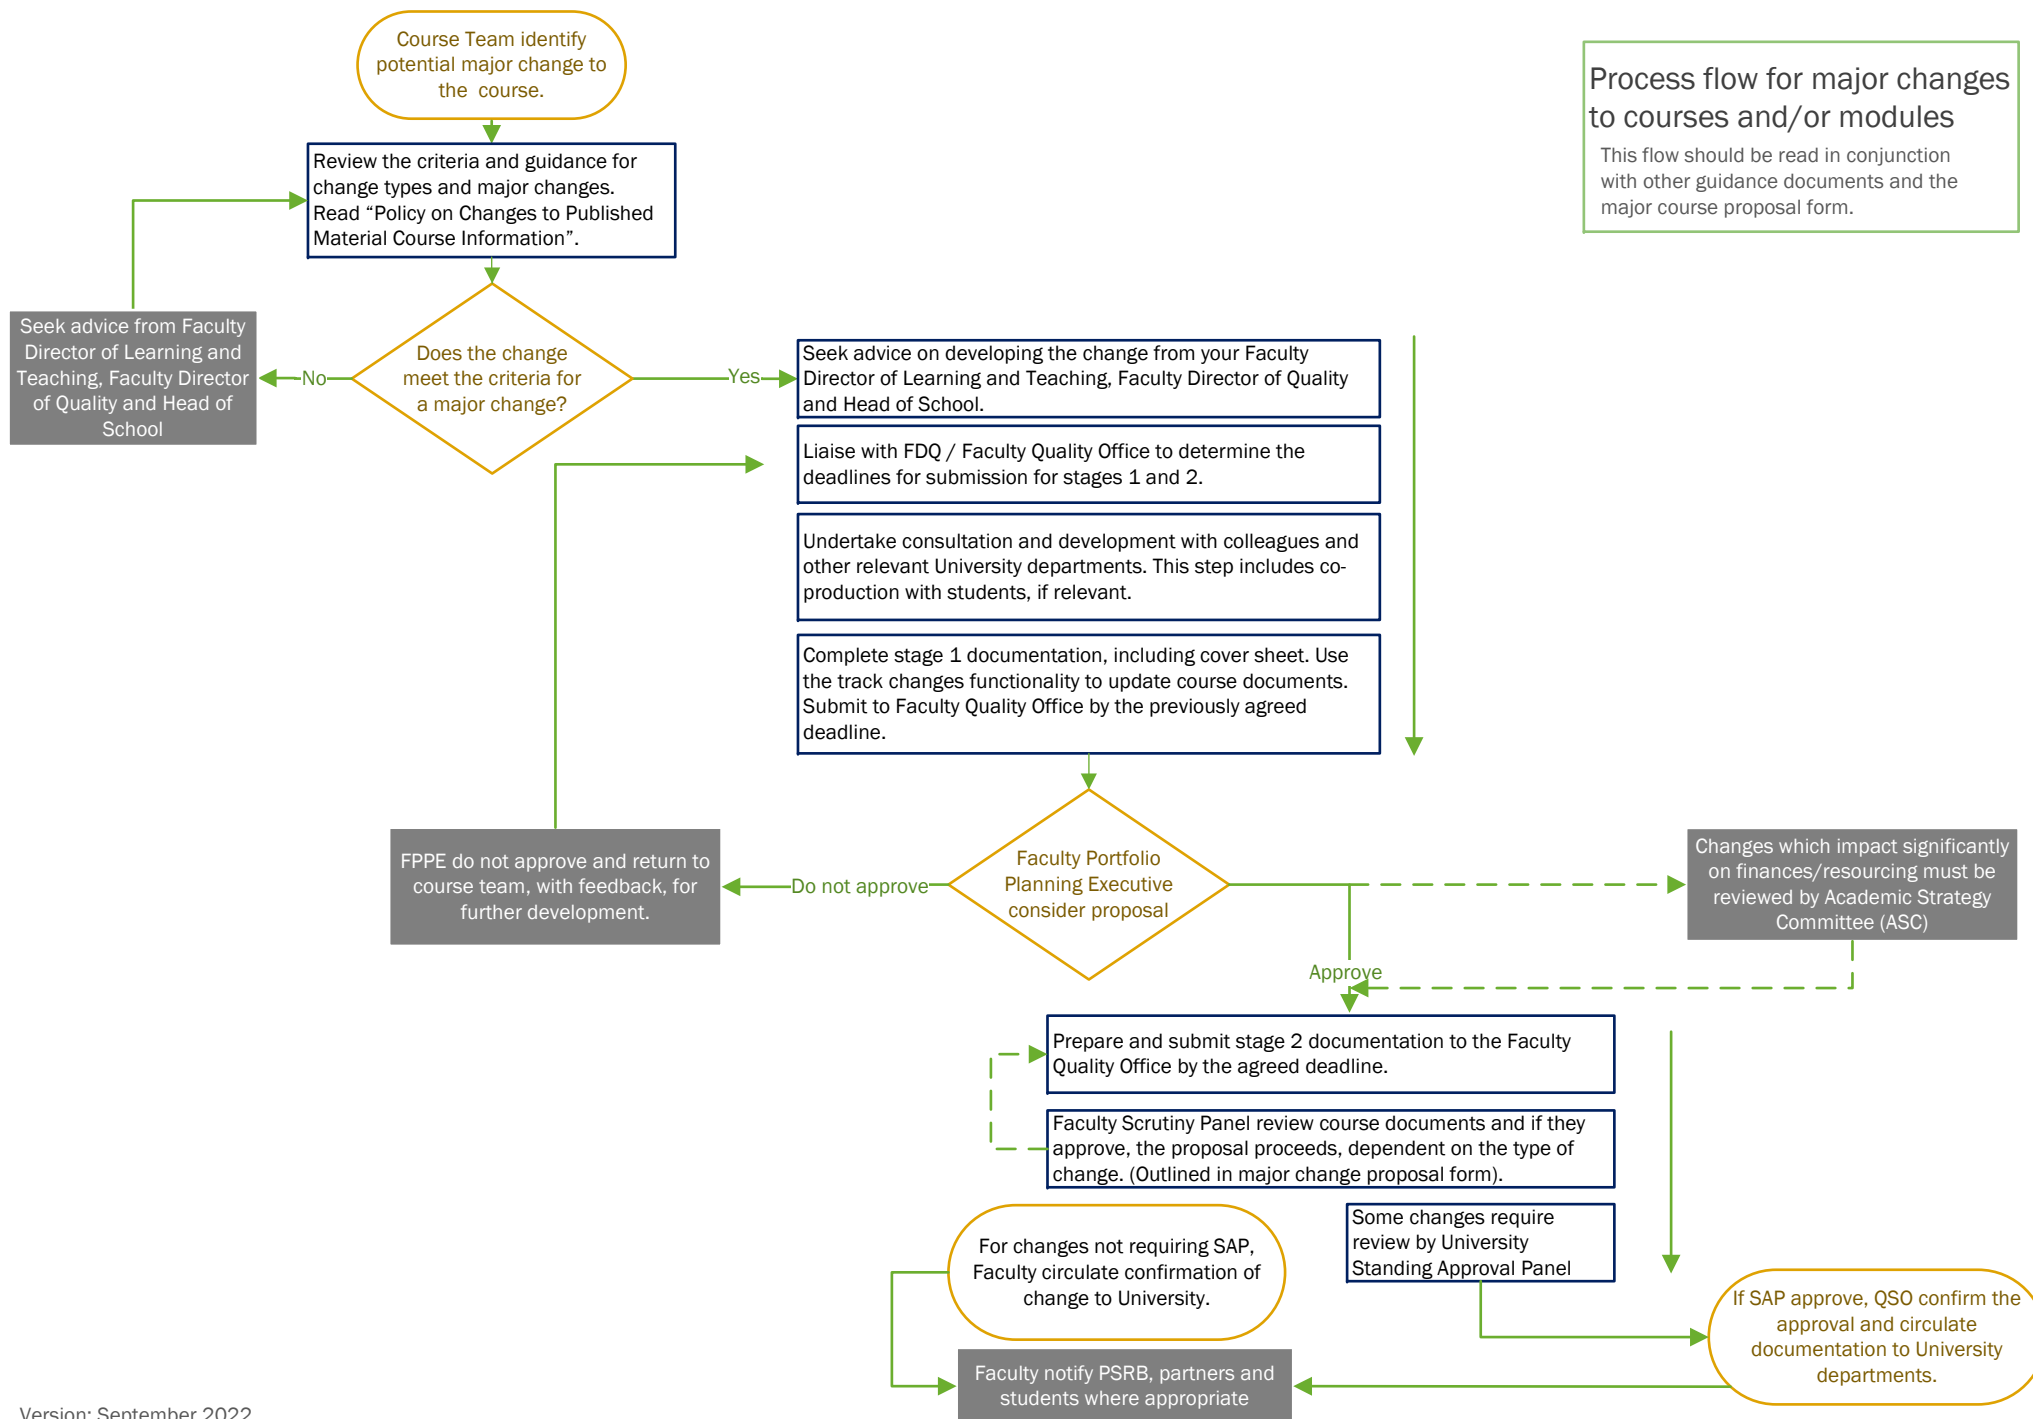 Course Team identify
potential major change to
the course.
Process flow for major changes
to courses and/or modules
This flow should be read in conjunction
with other guidance documents and the
major course proposal form.
Review the criteria and guidance for
change types and major changes.
Read “Policy on Changes to Published
Material Course Information”.
Seek advice from Faculty
Director of Learning and
Teaching, Faculty Director
of Quality and Head of
School
No
Does the change
meet the criteria for
a major change?
Yes
Seek advice on developing the change from your Faculty
Director of Learning and Teaching, Faculty Director of Quality
and Head of School.
Liaise with FDQ / Faculty Quality Office to determine the
deadlines for submission for stages 1 and 2.
Undertake consultation and development with colleagues and
other relevant University departments. This step includes co-
production with students, if relevant.
Complete stage 1 documentation, including cover sheet. Use
the track changes functionality to update course documents.
Submit to Faculty Quality Office by the previously agreed
deadline.
FPPE do not approve and return to
course team, with feedback, for
further development.
Do not approve
Faculty Portfolio
Planning Executive
consider proposal
Changes which impact significantly
on finances/resourcing must be
reviewed by Academic Strategy
Committee (ASC)
Approve
Prepare and submit stage 2 documentation to the Faculty
Quality Office by the agreed deadline.
Faculty Scrutiny Panel review course documents and if they
approve, the proposal proceeds, dependent on the type of
change. (Outlined in major change proposal form).
For changes not requiring SAP,
Faculty circulate confirmation of
change to University.
Some changes require
review by University
Standing Approval Panel
If SAP approve, QSO confirm the
approval and circulate
documentation to University
departments.
Faculty notify PSRB, partners and
students where appropriate
Version: September 2022